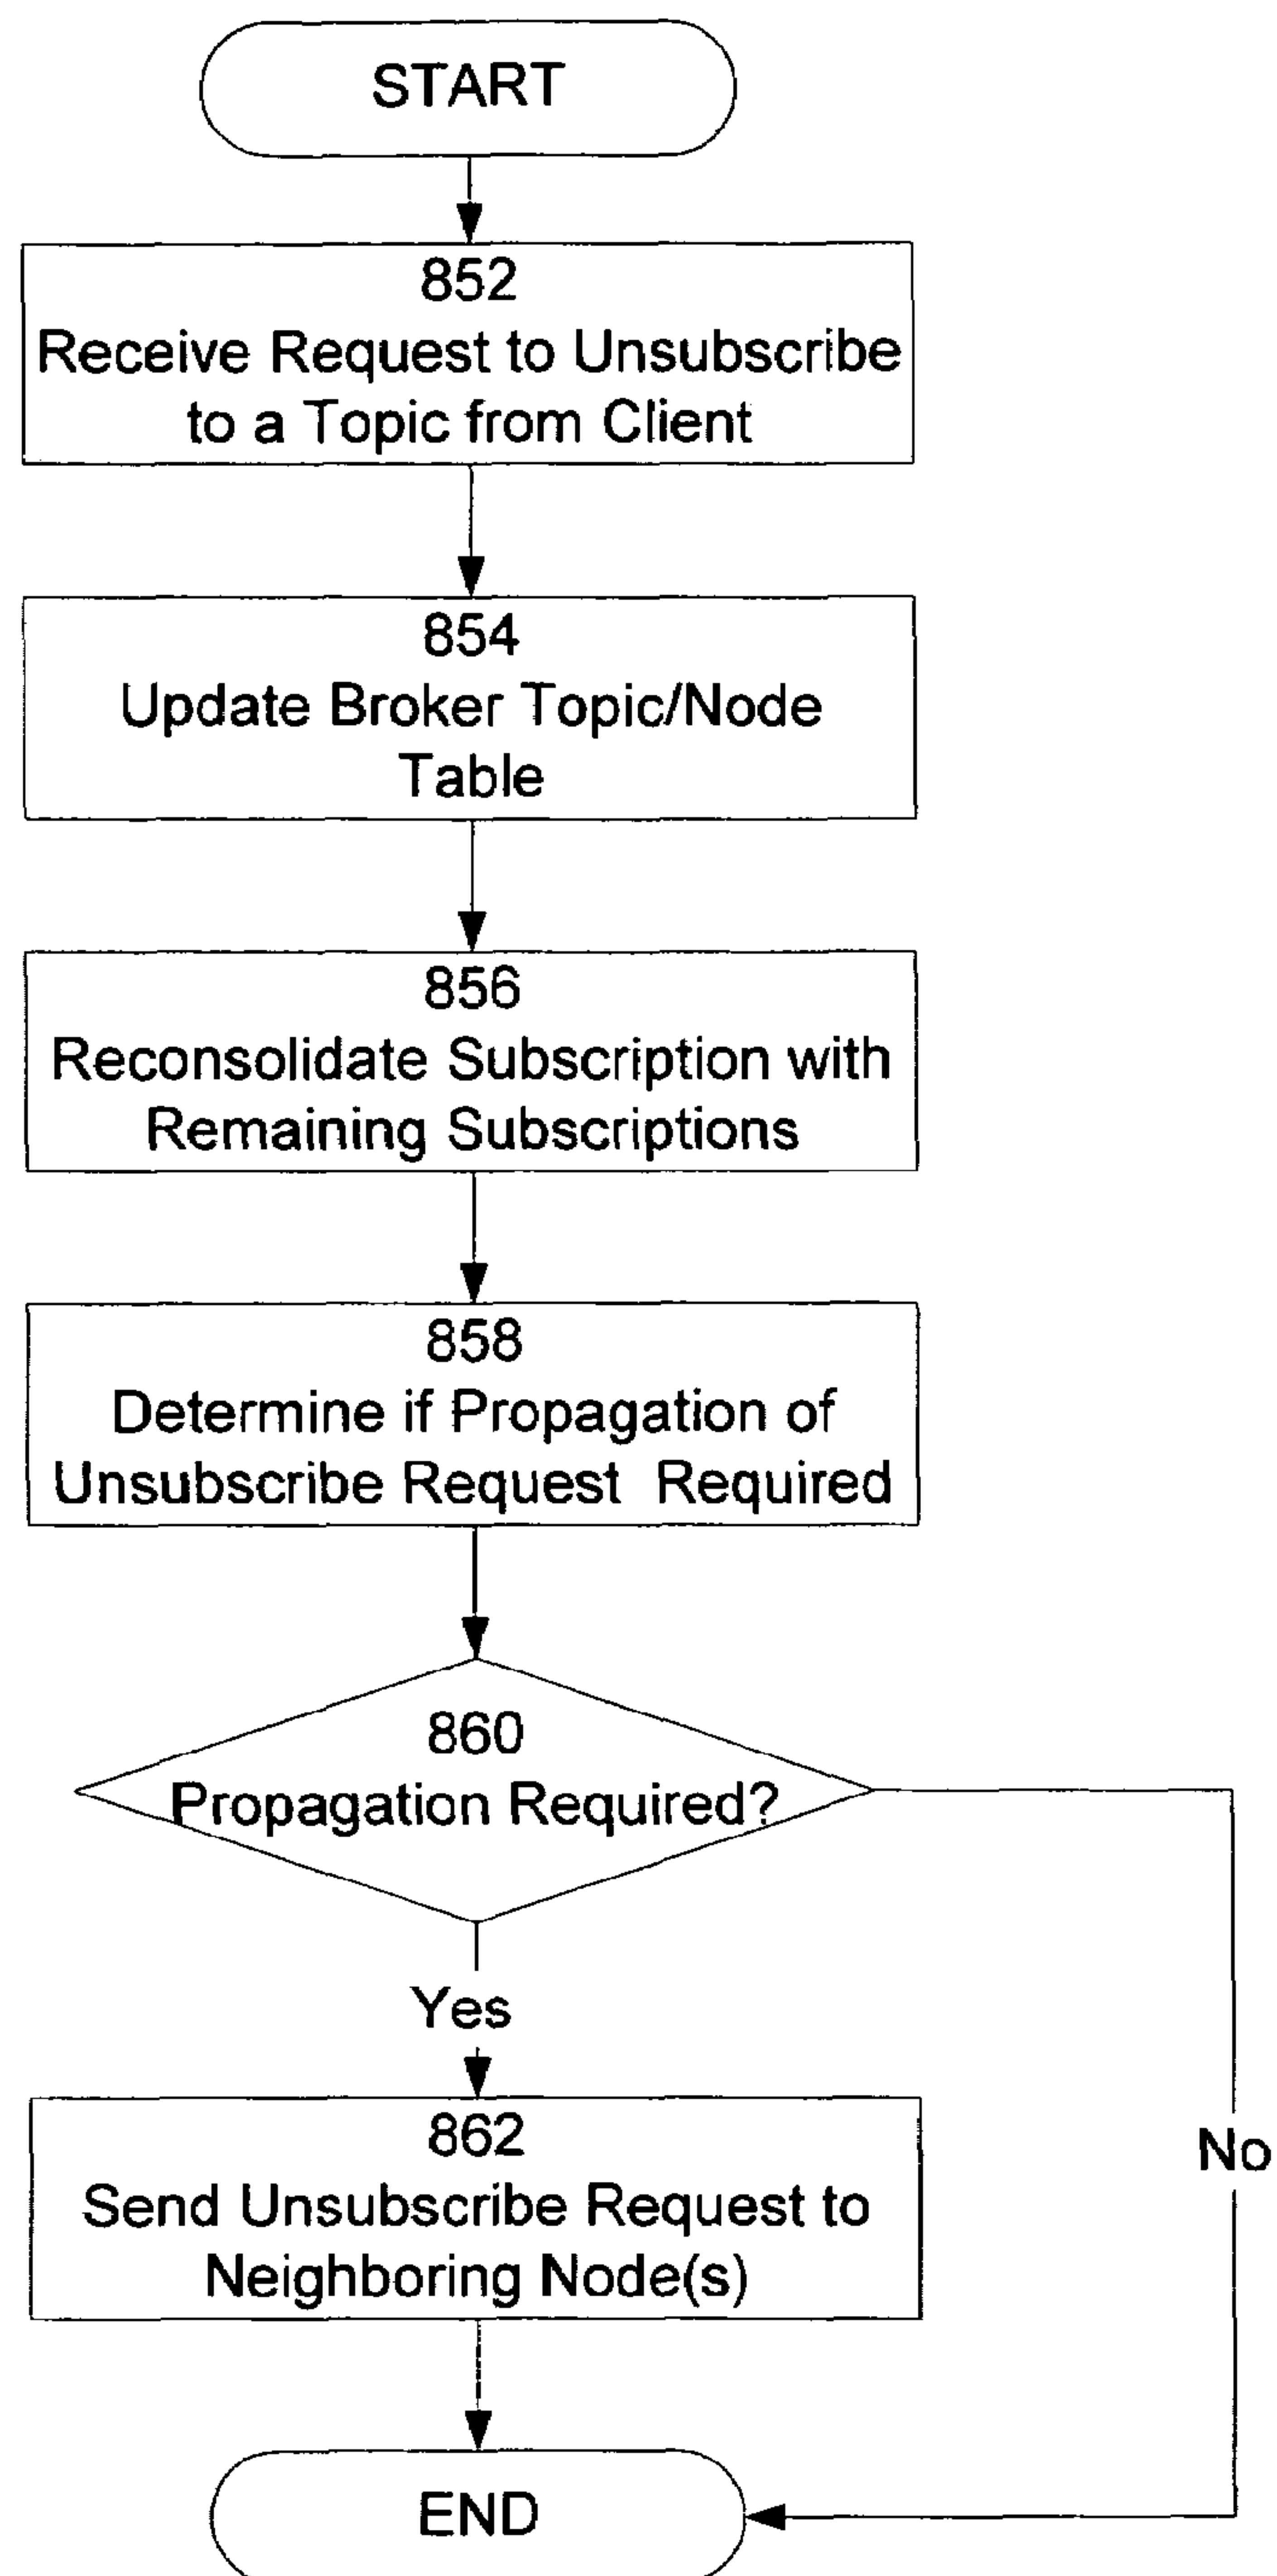 START
852
Receive Request to Unsubscribe
to a Topic from Client
854
Update Broker Topic/Node
Table
856
Reconsolidate Subscription with
Remaining Subscriptions
858
Determine if Propagation of
Unsubscribe Request Required
860
Propagation Required?
Yes
862
Send Unsubscribe Request to
Neighboring Node(s)
No
END